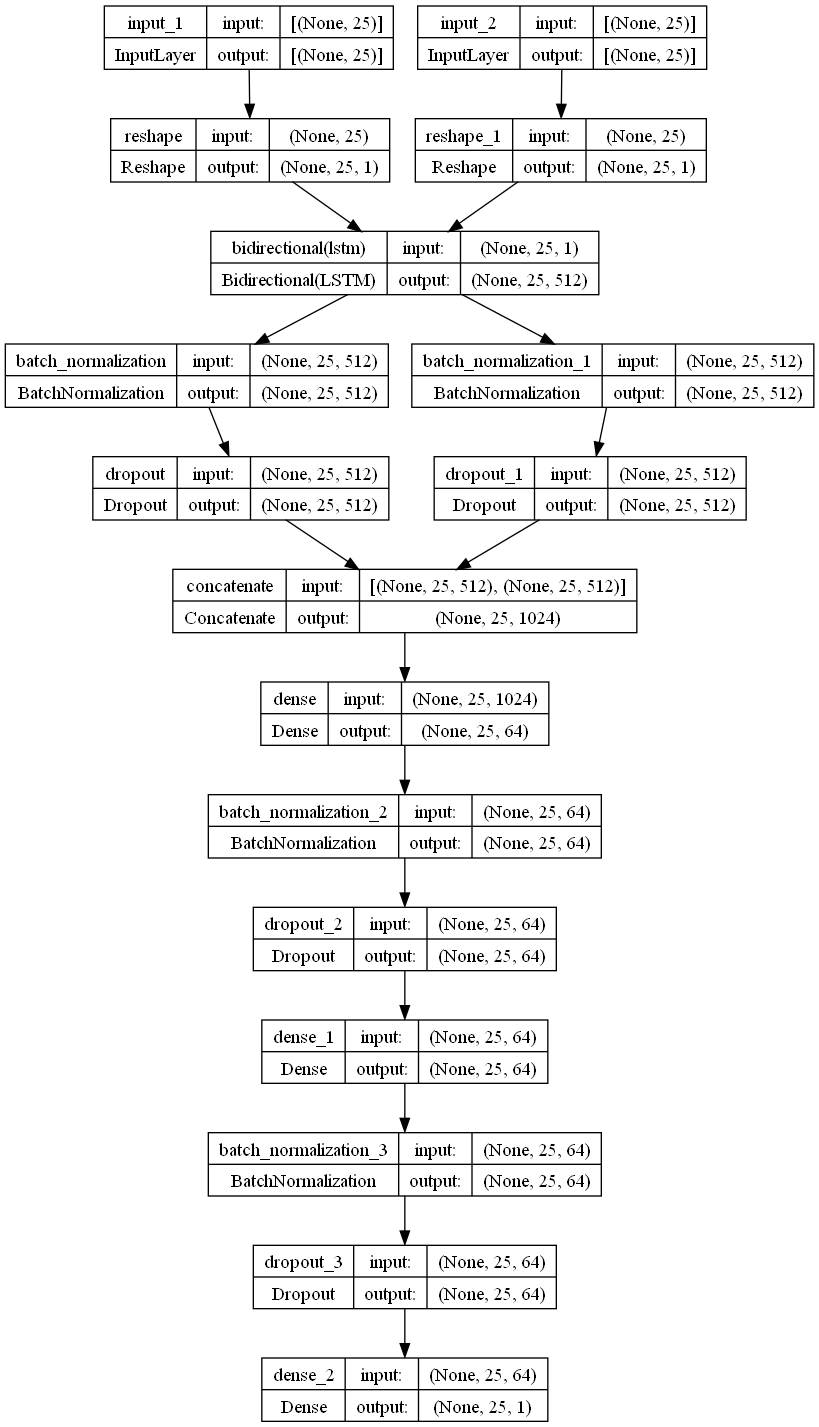 input_1 input: [(None, 25)]
InputLayer output: [(None, 25)]
input_2 input: [(None, 25)]
InputLayer output: [(None, 25)]
reshape input: (None, 25)
Reshape output: (None, 25, 1)
reshape_1 input: (None, 25)
Reshape output: (None, 25, 1)
bidirectional(lstm) input: (None, 25, 1)
Bidirectional(LSTM) output: (None, 25, 512)
batch_normalization input: (None, 25, 512)
BatchNormalization output: (None, 25, 512)
batch_normalization_1 input: (None, 25, 512)
BatchNormalization output: (None, 25, 512)
dropout input: (None, 25, 512)
Dropout output: (None, 25, 512)
dropout_1 input: (None, 25, 512)
Dropout output: (None, 25, 512)
concatenate input: [(None, 25, 512), (None, 25, 512)]
Concatenate output: (None, 25, 1024)
dense input: (None, 25, 1024)
Dense output: (None, 25, 64)
batch_normalization_2 input: (None, 25, 64)
BatchNormalization output: (None, 25, 64)
dropout_2 input: (None, 25, 64)
Dropout output: (None, 25, 64)
dense_1 input: (None, 25, 64)
Dense output: (None, 25, 64)
batch_normalization_3 input: (None, 25, 64)
BatchNormalization output: (None, 25, 64)
dropout_3 input: (None, 25, 64)
Dropout output: (None, 25, 64)
dense_2 input: (None, 25, 64)
Dense output: (None, 25, 1)